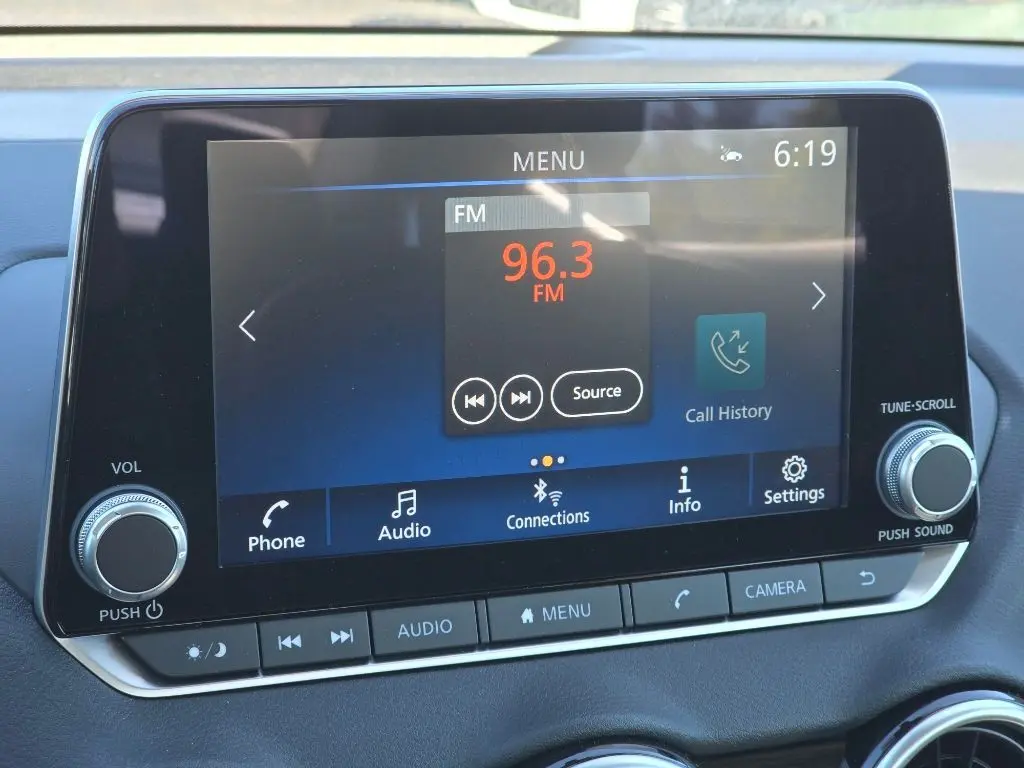 MENU
6:19
FM
96.3
FM
Source
Call History
Phone
Audio
Connections
Info
Settings
VOL
PUSH
TUNE·SCROLL
PUSH SOUND
AUDIO
MENU
CAMERA